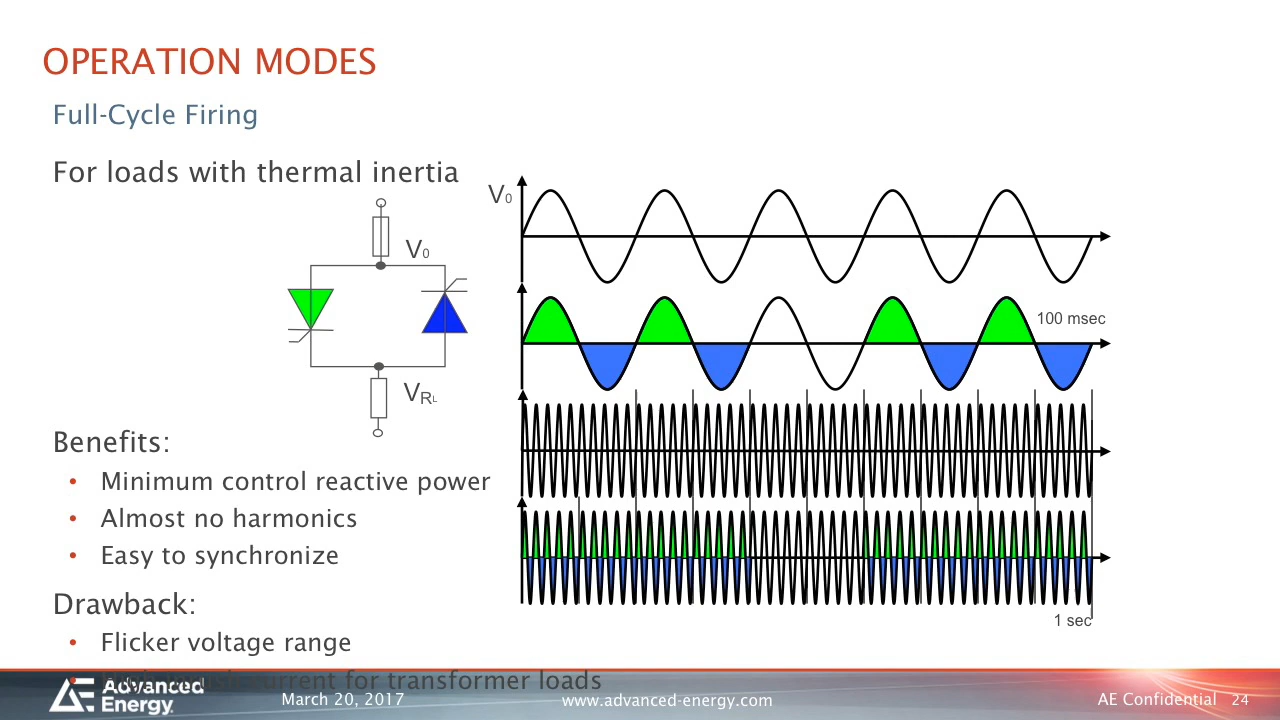 OPERATION MODES
Full-Cycle Firing
For loads with thermal inertia
V0
V0
100 msec
VRL
Benefits:
• Minimum control reactive power
• Almost no harmonics
• Easy to synchronize
Drawback:
• Flicker voltage range
1 sec
• High inrush current for transformer loads
Advanced Energy
March 20, 2017
www.advanced-energy.com
AE Confidential 24